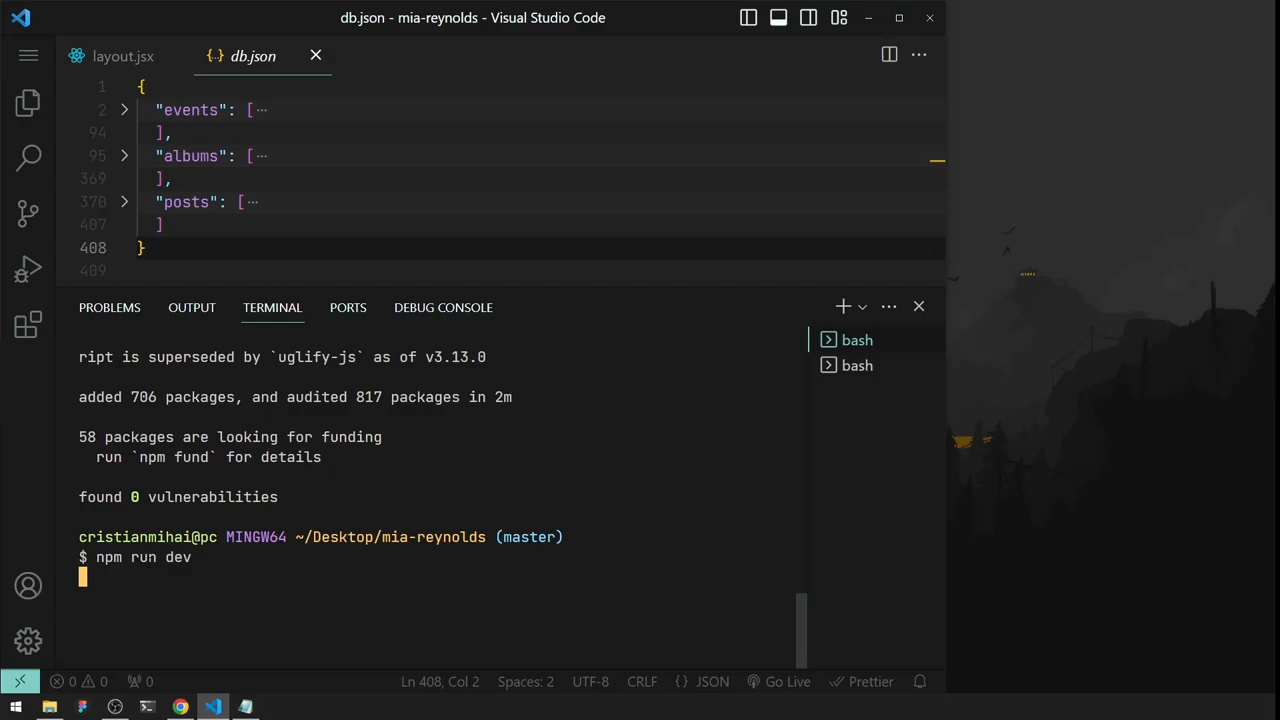 db.json - mia-reynolds - Visual Studio Code
layout.jsx
{..} db.json
1 {
2 "events": [ ···
94 ],
95 "albums": [ ···
369 ],
370 "posts": [ ···
407 ]
408 }
409
PROBLEMS OUTPUT TERMINAL PORTS DEBUG CONSOLE
bash
bash
ript is superseded by `uglify-js` as of v3.13.0
added 706 packages, and audited 817 packages in 2m
58 packages are looking for funding
run `npm fund` for details
found 0 vulnerabilities
cristianmihai@pc MINGW64 ~/Desktop/mia-reynolds (master)
$ npm run dev
0 0 0 Ln 408, Col 2 Spaces: 2 UTF-8 CRLF {} JSON Go Live Prettier